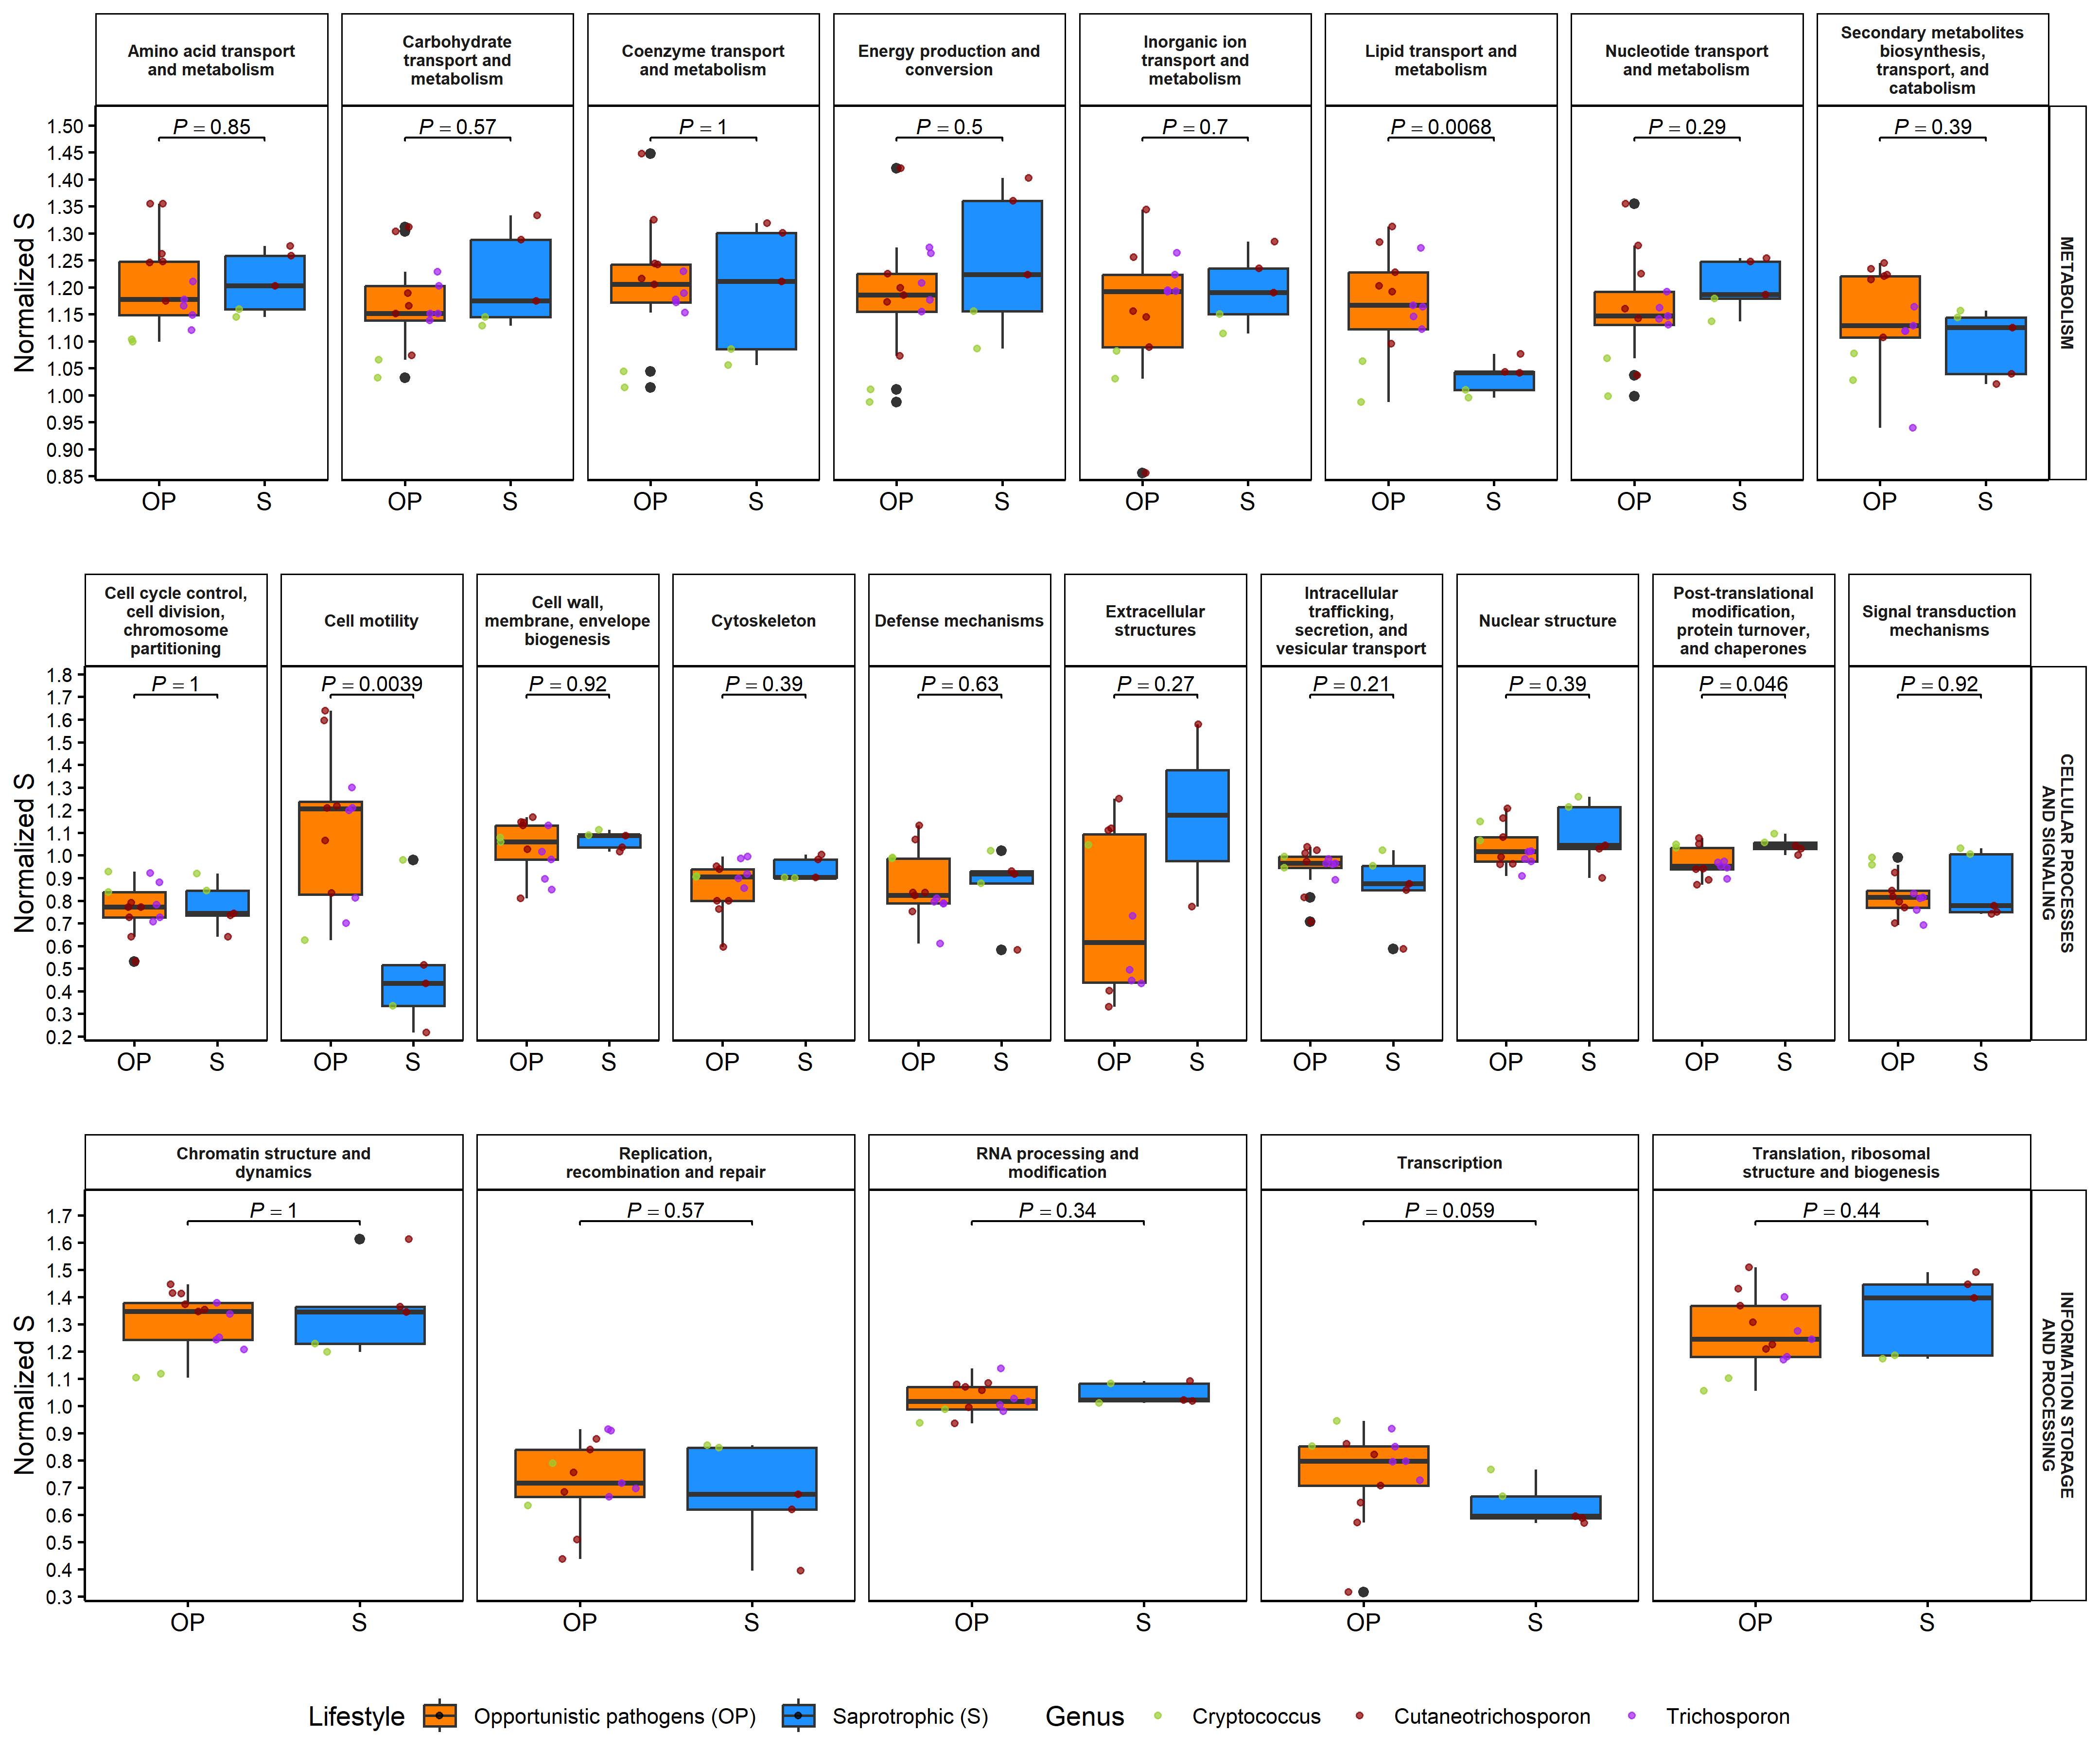 Amino acid transport
and metabolism
Carbohydrate
transport and
metabolism
Coenzyme transport
and metabolism
Energy production and
conversion
Inorganic ion
transport and
metabolism
Lipid transport and
metabolism
Nucleotide transport
and metabolism
Secondary metabolites
biosynthesis,
transport, and
catabolism
P = 0.85
P = 0.57
P = 1
P = 0.5
P = 0.7
P = 0.0068
P = 0.29
P = 0.39
1.50
1.45
1.40
1.35
1.30
1.25
1.20
1.15
1.10
1.05
1.00
0.95
0.90
0.85
Normalized S
METABOLISM
OP S OP S OP S OP S OP S OP S OP S OP S
Cell cycle control,
cell division,
chromosome
partitioning
Cell motility
Cell wall,
membrane, envelope
biogenesis
Cytoskeleton
Defense mechanisms
Extracellular
structures
Intracellular
trafficking,
secretion, and
vesicular transport
Nuclear structure
Post-translational
modification,
protein turnover,
and chaperones
Signal transduction
mechanisms
P = 1
P = 0.0039
P = 0.92
P = 0.39
P = 0.63
P = 0.27
P = 0.21
P = 0.39
P = 0.046
P = 0.92
1.8
1.7
1.6
1.5
1.4
1.3
1.2
1.1
1.0
0.9
0.8
0.7
0.6
0.5
0.4
0.3
0.2
Normalized S
CELLULAR PROCESSES
AND SIGNALING
OP S OP S OP S OP S OP S OP S OP S OP S OP S OP S
Chromatin structure and
dynamics
Replication,
recombination and repair
RNA processing and
modification
Transcription
Translation, ribosomal
structure and biogenesis
P = 1
P = 0.57
P = 0.34
P = 0.059
P = 0.44
1.7
1.6
1.5
1.4
1.3
1.2
1.1
1.0
0.9
0.8
0.7
0.6
0.5
0.4
0.3
Normalized S
INFORMATION STORAGE
AND PROCESSING
OP S OP S OP S OP S OP S
Lifestyle Opportunistic pathogens (OP) Saprotrophic (S) Genus Cryptococcus Cutaneotrichosporon Trichosporon